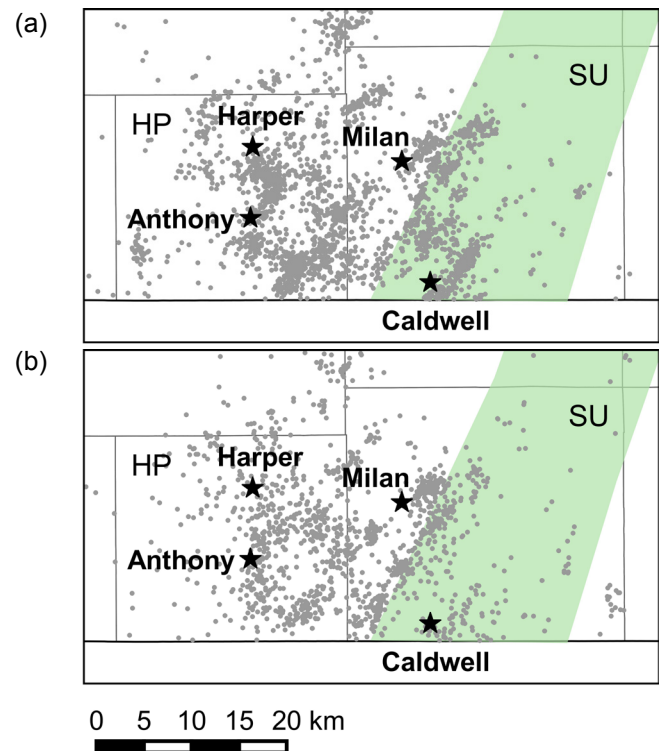 (a)
SU
HP
Harper
Milan
Anthony
Caldwell
(b)
SU
HP
Harper
Milan
Anthony
Caldwell
0 5 10 15 20 km